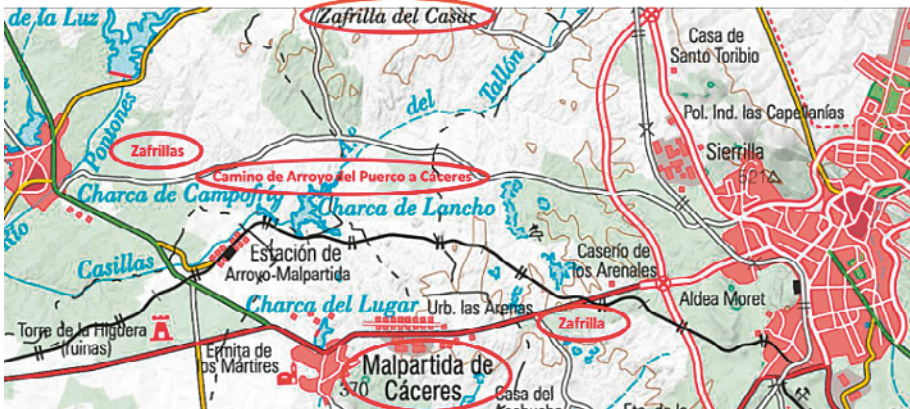 de la Luz
Zafrilla del Casar
Casa de
Santo Toribio
Tallón
del
A.
Pontones
Zafrillas
Pol. Ind. las Capellanías
Sierrilla
521
Camino de Arroyo del Puerco a Cáceres
Charca de Campofrío
Charca de Lancho
Casillas
Estación de
Arroyo-Malpartida
Caserío de
los Arenales
Charca del Lugar
Urb. las Arenas
Aldea Moret
Zafrilla
Torre de la Higuera
(ruinas)
Ermita de
los Mártires
Malpartida de
Cáceres
370
Casa del